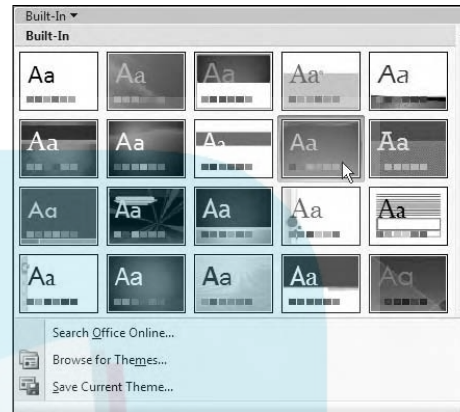 Built-In
Built-In
Aa Aa Aa Aa Aa
Aa Aa Aa Aa Aa
Aa Aa Aa Aa Aa
Aa Aa Aa Aa Aa
Search Office Online...
Browse for Themes...
Save Current Theme...